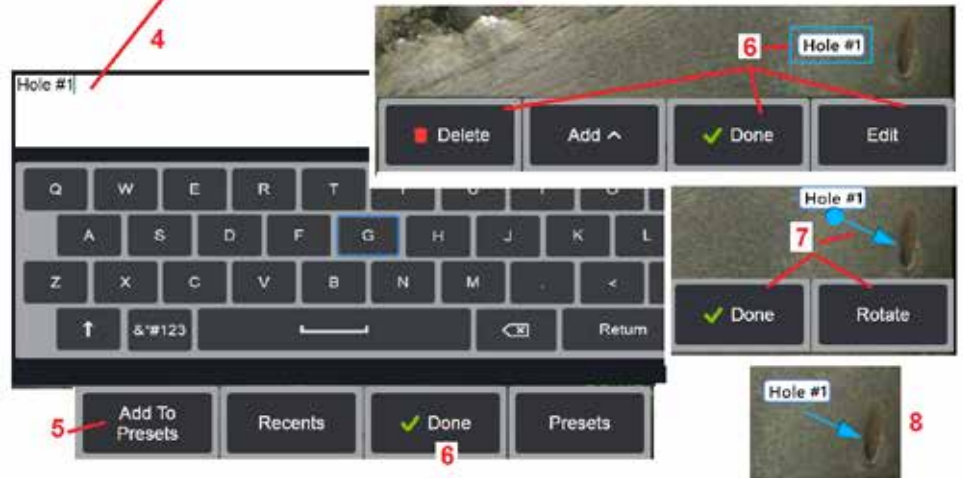 4
Hole #1
6 Hole #1
Delete Add ^ Done Edit
Q W E R T
A S D F G H J K L
Z X C V B N M . <
↑ &*#123 Return
5 Add To Presets Recents Done Presets
6
Hole #1
7
Done Rotate
Hole #1
8